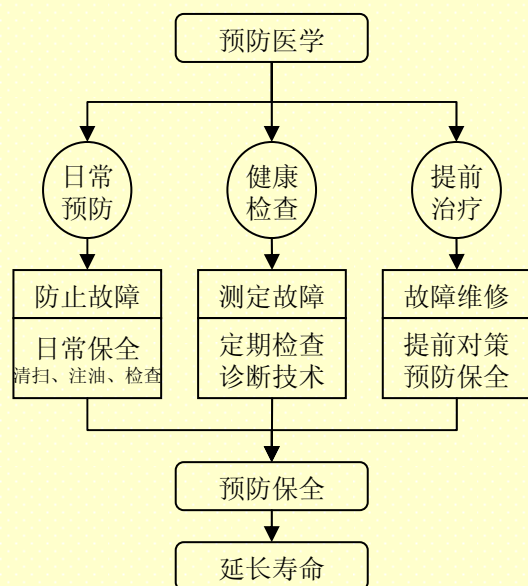 预防医学
日常
预防
健康
检查
提前
治疗
防止故障
日常保全
清扫、注油、检查
测定故障
定期检查
诊断技术
故障维修
提前对策
预防保全
预防保全
延长寿命